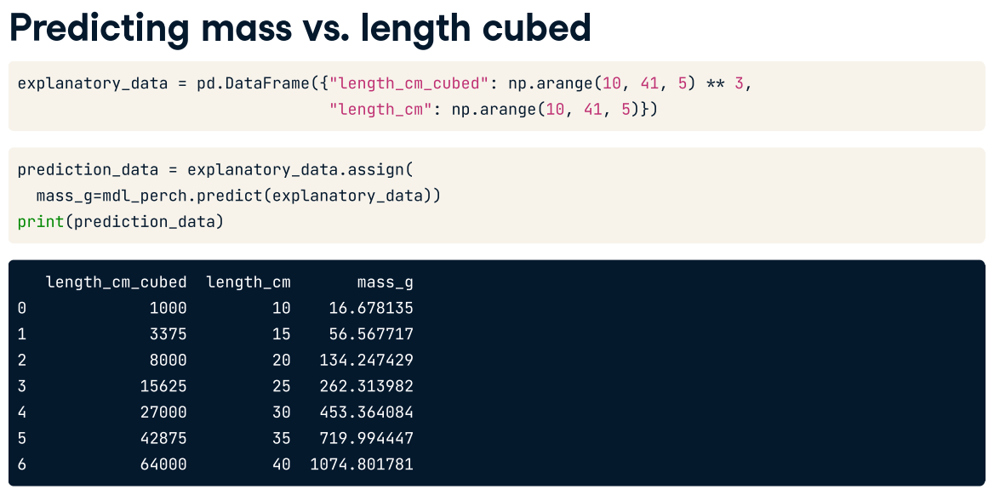 Predicting mass vs. length cubed
explanatory_data = pd.DataFrame({"length_cm_cubed": np.arange(10, 41, 5) ** 3,
                                 "length_cm": np.arange(10, 41, 5)})
prediction_data = explanatory_data.assign(
  mass_g=mdl_perch.predict(explanatory_data))
print(prediction_data)
   length_cm_cubed  length_cm       mass_g
0             1000         10    16.678135
1             3375         15    56.567717
2             8000         20   134.247429
3            15625         25   262.313982
4            27000         30   453.364084
5            42875         35   719.994447
6            64000         40  1074.801781